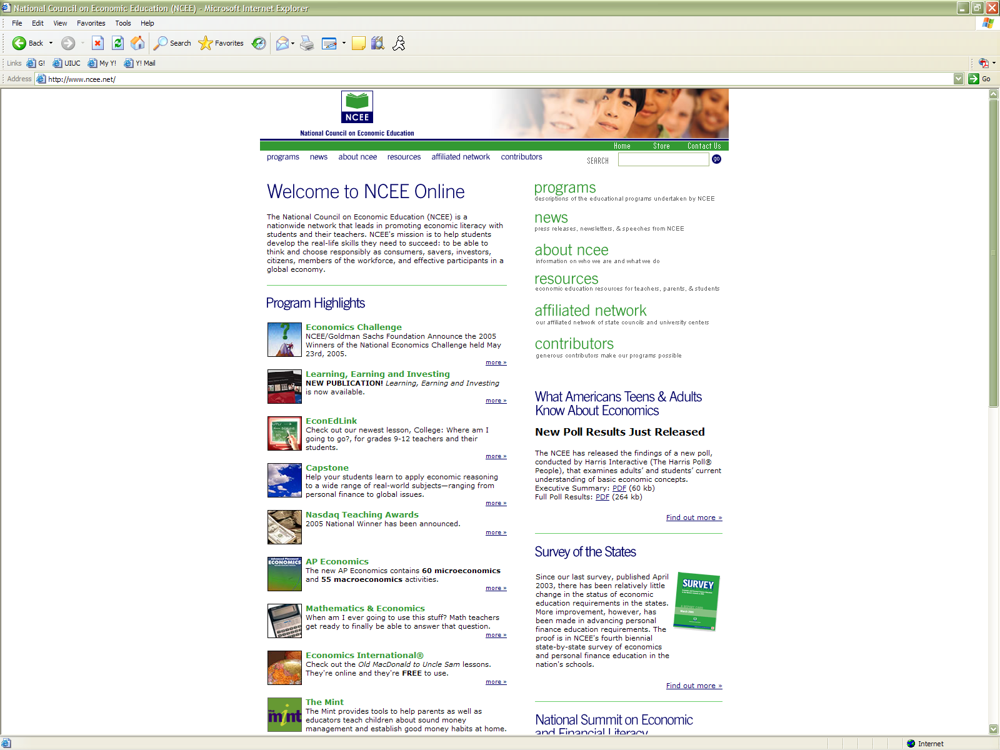 National Council on Economic Education (NCEE) - Microsoft Internet Explorer
File Edit View Favorites Tools Help
Back Search Favorites
Links G! UIUC My Y! Y! Mail
Address http://www.ncee.net/ Go
NCEE
National Council on Economic Education
Home Store Contact Us
programs news about ncee resources affiliated network contributors
SEARCH go
Welcome to NCEE Online
The National Council on Economic Education (NCEE) is a
nationwide network that leads in promoting economic literacy with
students and their teachers. NCEE's mission is to help students
develop the real-life skills they need to succeed: to be able to
think and choose responsibly as consumers, savers, investors,
citizens, members of the workforce, and effective participants in a
global economy.
Program Highlights
Economics Challenge
NCEE/Goldman Sachs Foundation Announce the 2005
Winners of the National Economics Challenge held May
23rd, 2005.
more »
Learning, Earning and Investing
NEW PUBLICATION! Learning, Earning and Investing
is now available.
more »
EconEdLink
Check out our newest lesson, College: Where am I
going to go?, for grades 9-12 teachers and their
students.
more »
Capstone
Help your students learn to apply economic reasoning
to a wide range of real-world subjects—ranging from
personal finance to global issues.
more »
Nasdaq Teaching Awards
2005 National Winner has been announced.
more »
ECONOMICS
AP Economics
The new AP Economics contains 60 microeconomics
and 55 macroeconomics activities.
more »
Mathematics & Economics
When am I ever going to use this stuff? Math teachers
get ready to finally be able to answer that question.
more »
Economics International®
Check out the Old MacDonald to Uncle Sam lessons.
They're online and they're FREE to use.
more »
the mint
The Mint
The Mint provides tools to help parents as well as
educators teach children about sound money
management and establish good money habits at home.
programs
descriptions of the educational programs undertaken by NCEE
news
press releases, newsletters, & speeches from NCEE
about ncee
information on who we are and what we do
resources
economic education resources for teachers, parents, & students
affiliated network
our affiliated network of state councils and university centers
contributors
generous contributors make our programs possible
What Americans Teens & Adults
Know About Economics
New Poll Results Just Released
The NCEE has released the findings of a new poll,
conducted by Harris Interactive (The Harris Poll®
People), that examines adults’ and students’ current
understanding of basic economic concepts.
Executive Summary: PDF (60 kb)
Full Poll Results: PDF (264 kb)
Find out more »
Survey of the States
Since our last survey, published April
2003, there has been relatively little
change in the status of economic
education requirements in the states.
More improvement, however, has
been made in advancing personal
finance education requirements. The
proof is in NCEE's fourth biennial
state-by-state survey of economics
and personal finance education in the
nation's schools.
SURVEY
Find out more »
National Summit on Economic
and Financial Literacy
Internet